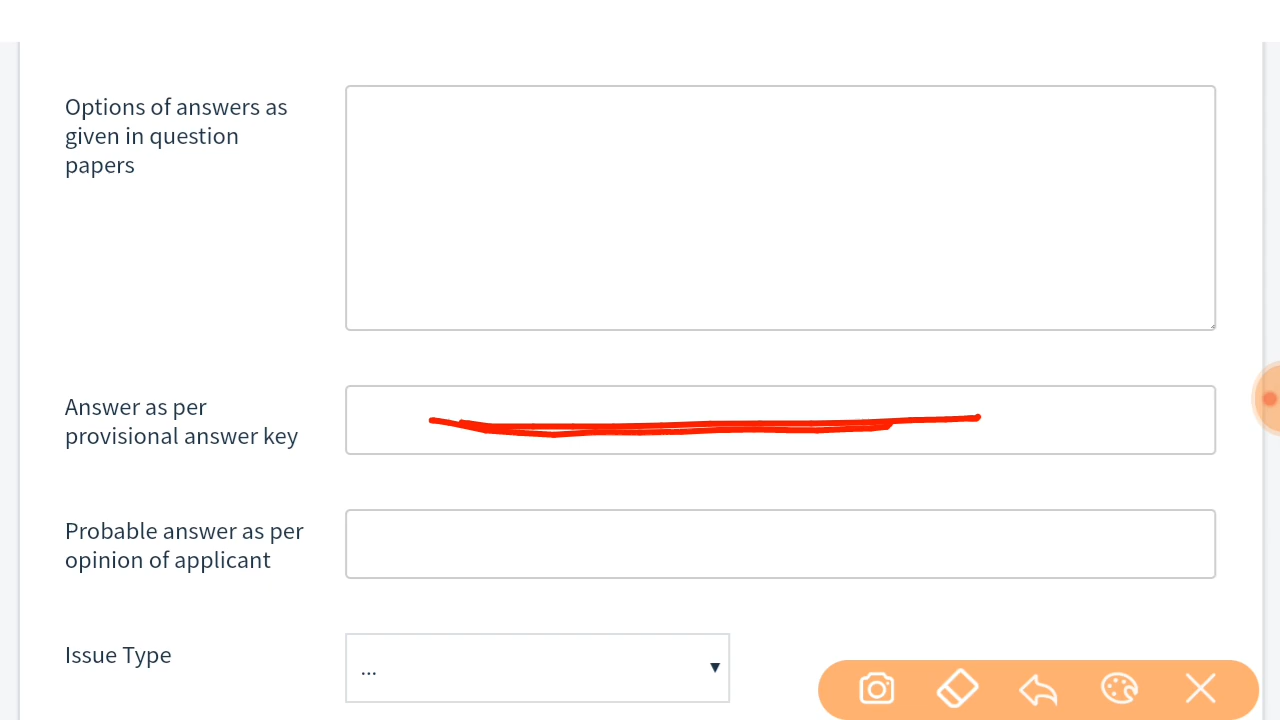 Options of answers as
given in question
papers
Answer as per
provisional answer key
Probable answer as per
opinion of applicant
Issue Type
...